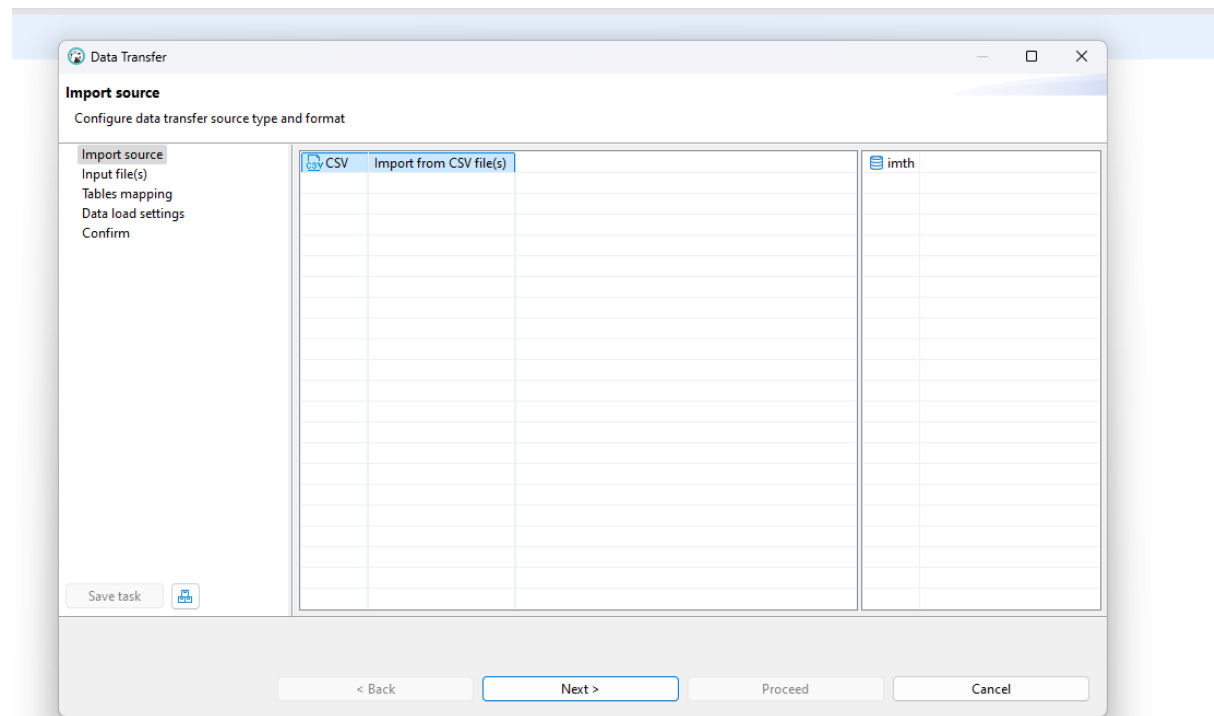 Data Transfer
Import source
Configure data transfer source type and format
Import source
Input file(s)
Tables mapping
Data load settings
Confirm
CSV CSV Import from CSV file(s)
imth
Save task
< Back Next > Proceed Cancel